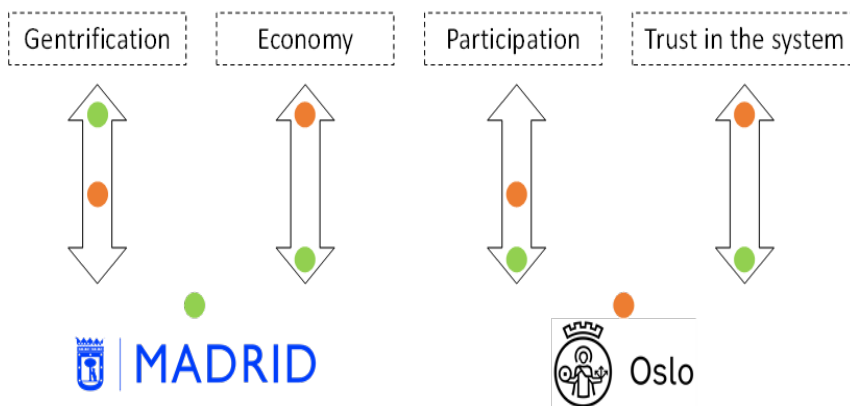 Gentrification
Economy
Participation
Trust in the system
MADRID
Oslo